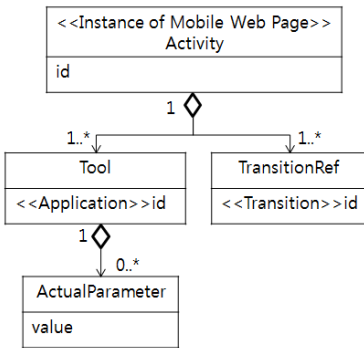 <<Instance of Mobile Web Page>>
Activity
id
1
1..*
1..*
Tool
TransitionRef
<<Application>>id
<<Transition>>id
1
0..*
ActualParameter
value